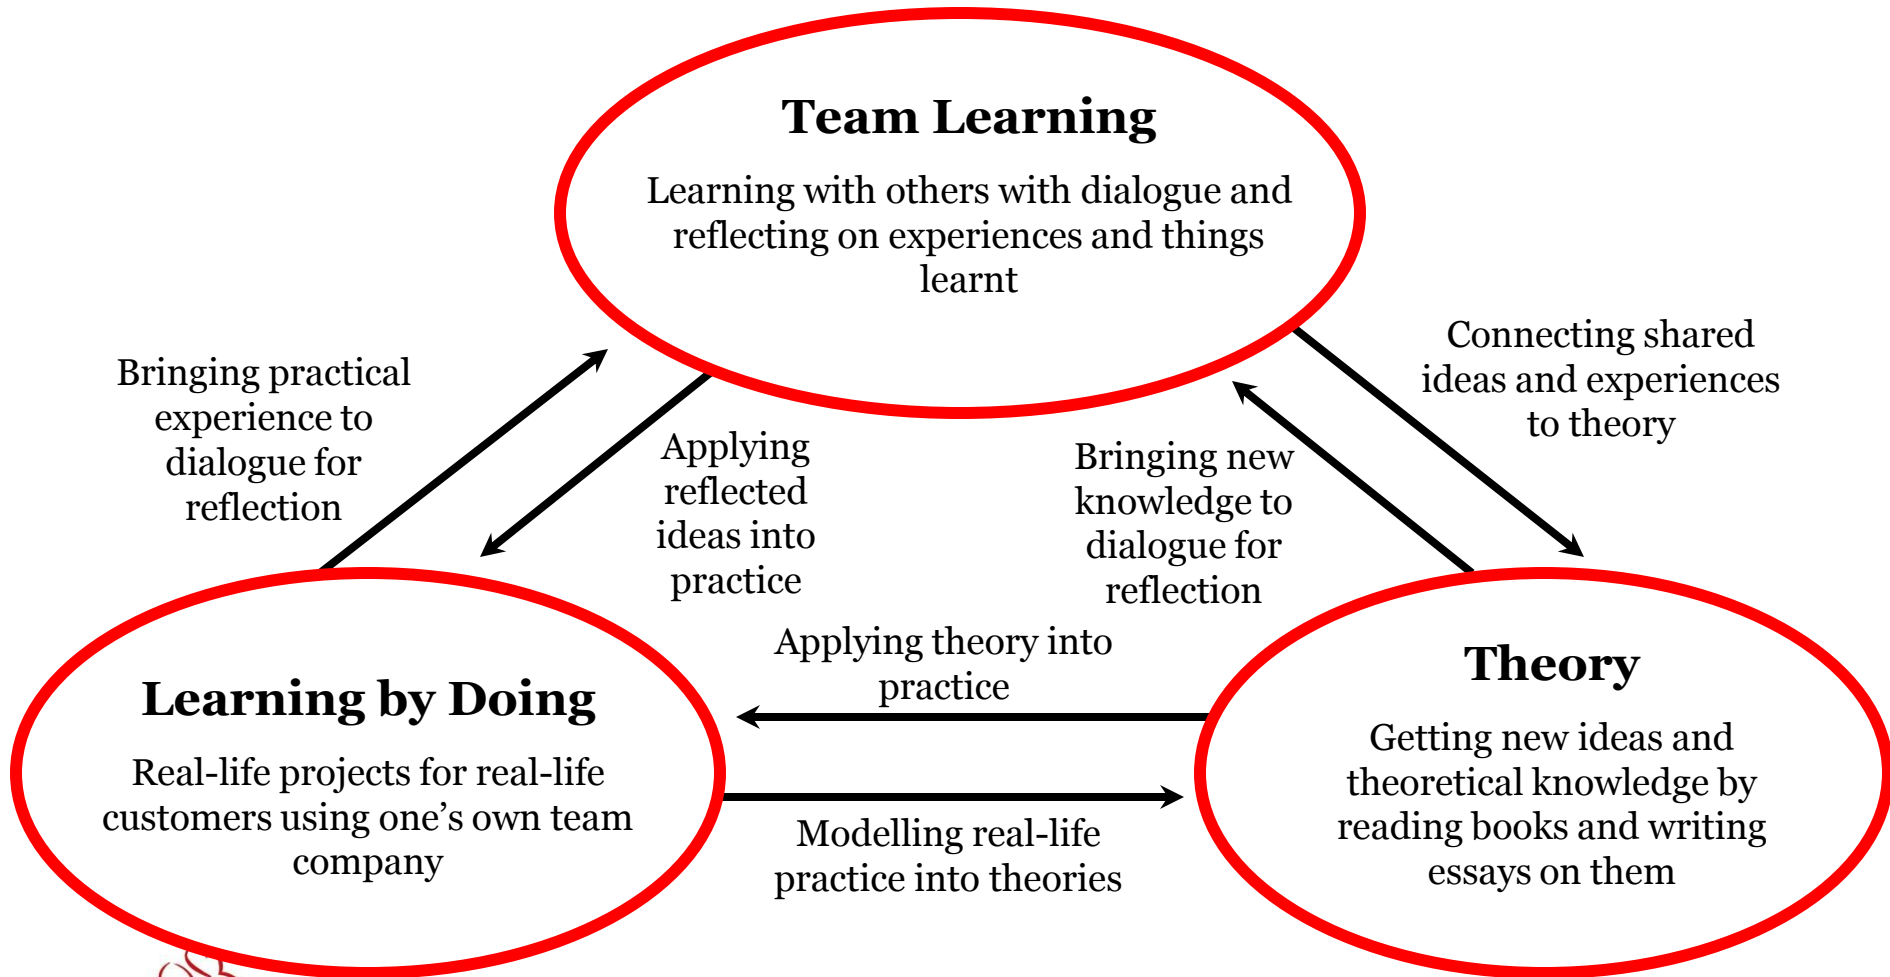 Team Learning
Learning with others with dialogue and
reflecting on experiences and things
learnt
Bringing practical
experience to
dialogue for
reflection
Applying
reflected
ideas into
practice
Bringing new
knowledge to
dialogue for
reflection
Connecting shared
ideas and experiences
to theory
Learning by Doing
Real-life projects for real-life
customers using one’s own team
company
Applying theory into
practice
Modelling real-life
practice into theories
Theory
Getting new ideas and
theoretical knowledge by
reading books and writing
essays on them